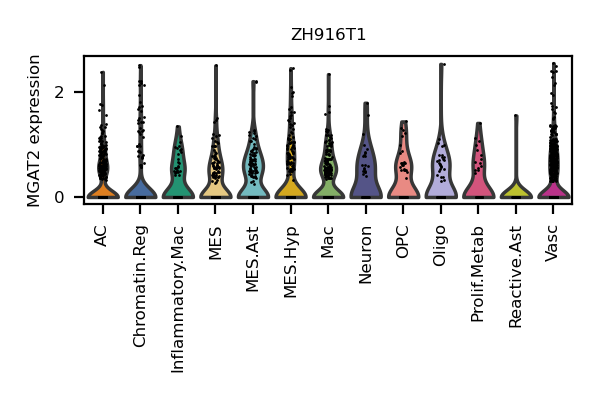 ZH916T1
MGAT2 expression
2
0
AC
Chromatin.Reg
Inflammatory.Mac
MES
MES.Ast
MES.Hyp
Mac
Neuron
OPC
Oligo
Prolif.Metab
Reactive.Ast
Vasc